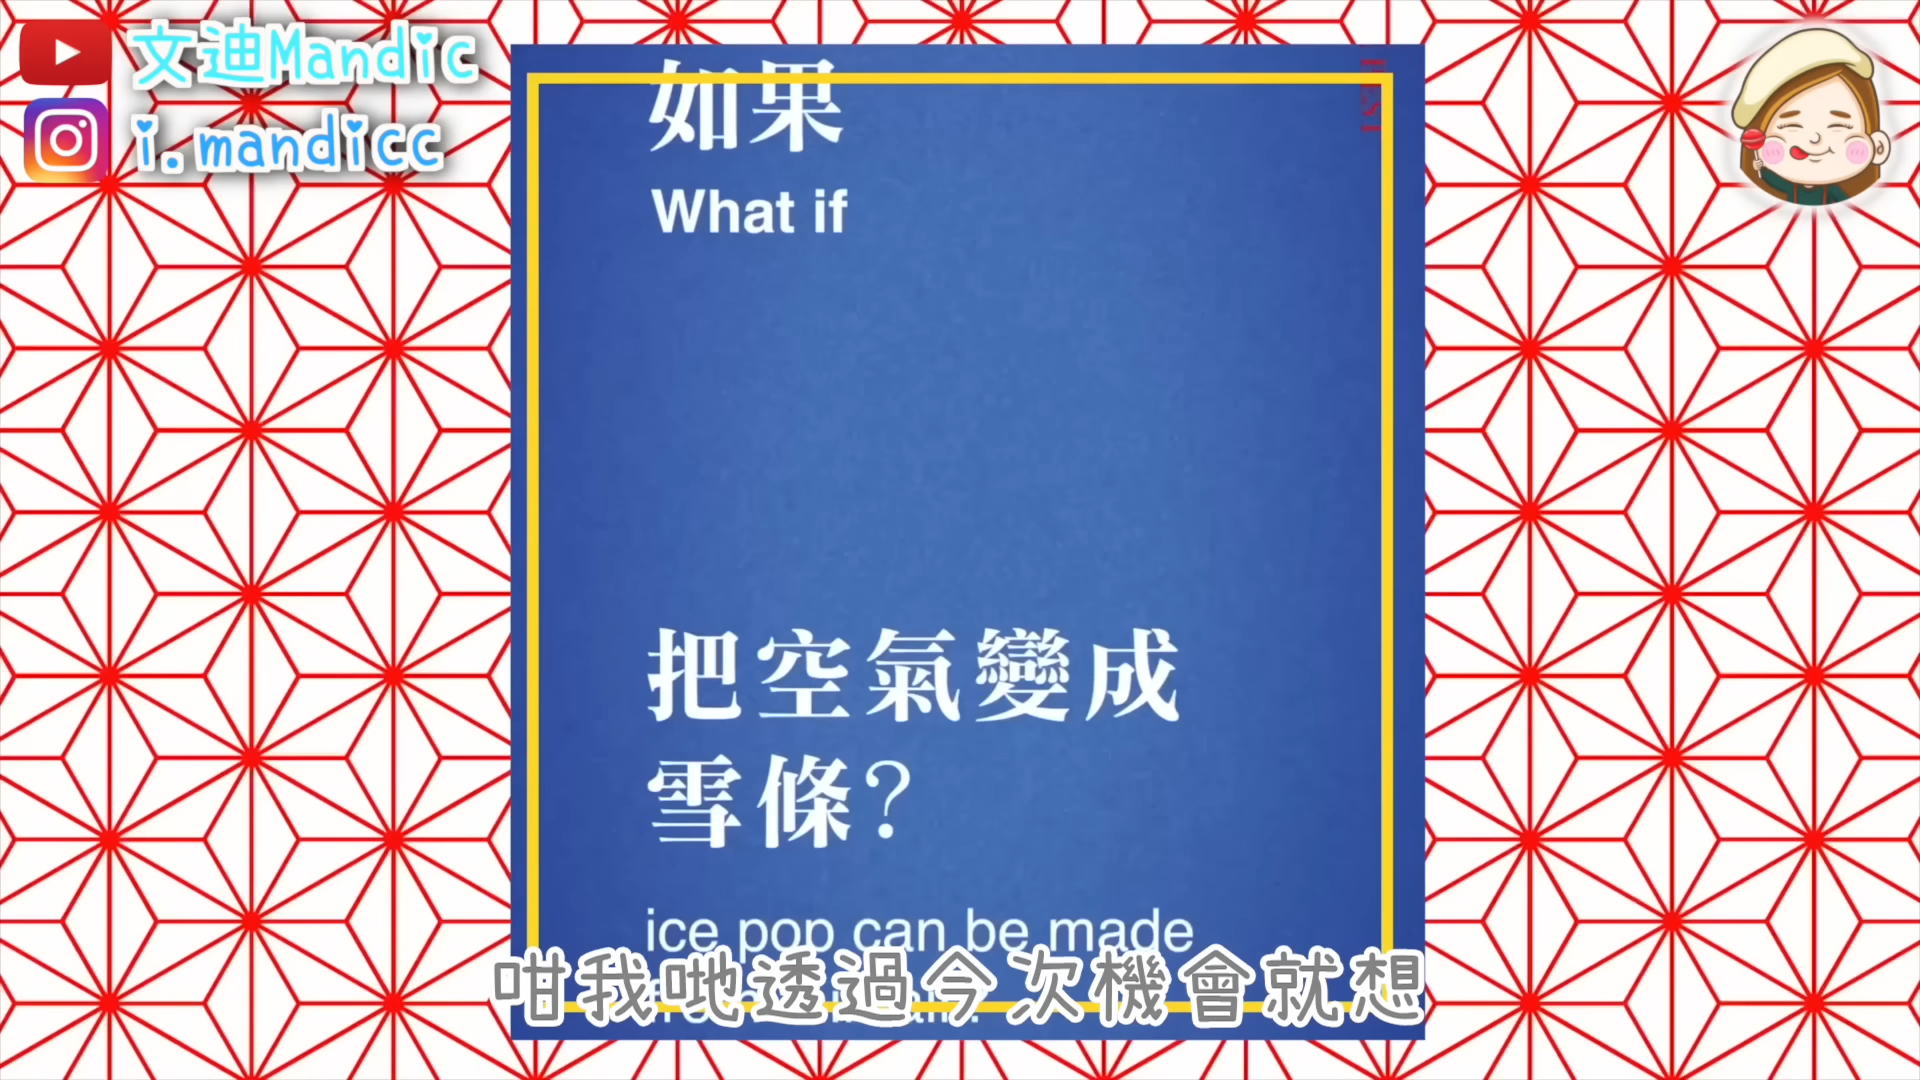 文迪Mandic
i.mandicc
如果
What if
把空氣變成
雪條?
ice pop can be made
咁我哋透過今次機會就想